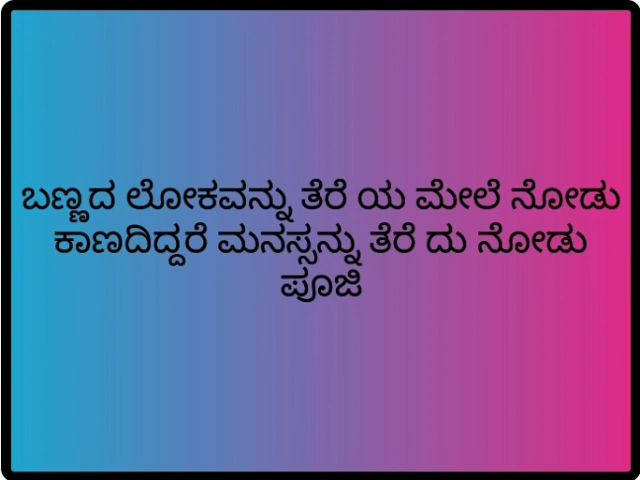 ಬಣ್ಣದ ಲೋಕವನ್ನು ತೆರೆ ಯ ಮೇಲೆ ನೋಡು
ಕಾಣದಿದ್ದರೆ ಮನಸ್ಸನ್ನು ತೆರೆ ದು ನೋಡು
ಪೂಜಿ